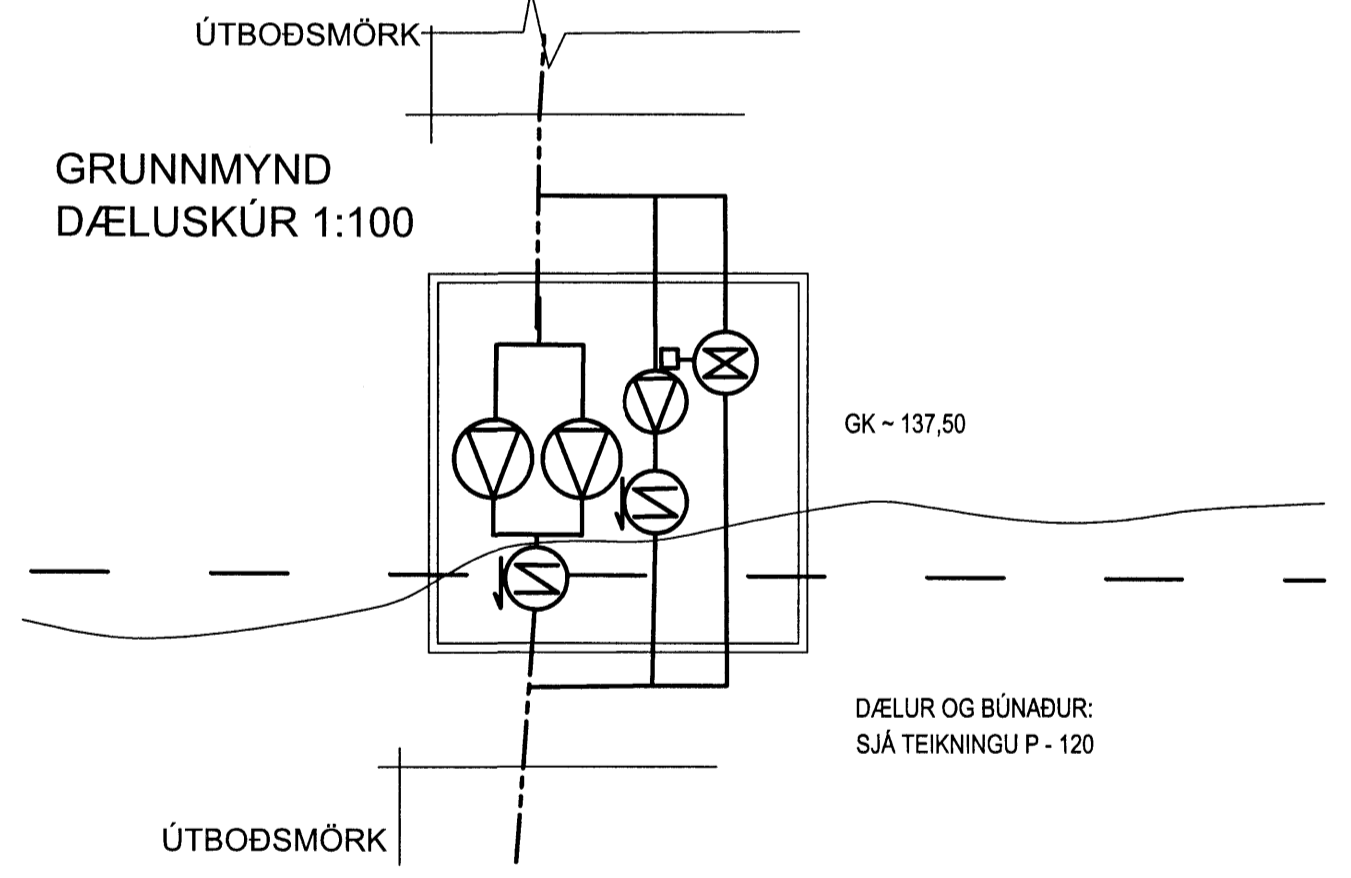 ÚTBOÐSMÖRK
GRUNNMYND
DÆLUSKÚR 1:100
GK ~ 137,50
DÆLUR OG BÚNAÐUR:
SJÁ TEIKNINGU P - 120
ÚTBOÐSMÖRK